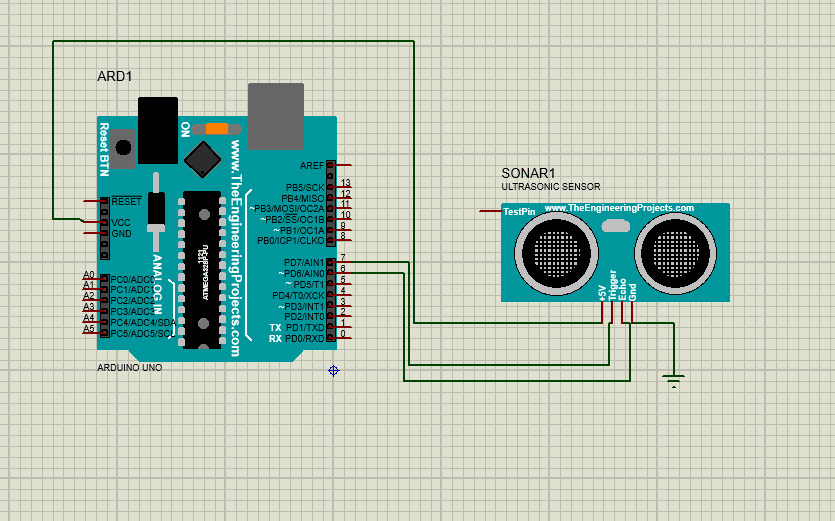 ARD1
Reset BTN
ON
www.TheEngineeringProjects.com
RESET
VCC
GND
AREF
PB5/SCK 13
PB4/MISO 12
~PB3/MOSI/OC2A 11
~PB2/SS/OC1B 10
~PB1/OC1A 9
PB0/ICP1/CLKO 8
PD7/AIN1 7
~PD6/AIN0 6
~PD5/T1 5
PD4/T0/XCK 4
~PD3/INT1 3
PD2/INT0 2
TX PD1/TXD 1
RX PD0/RXD 0
A0 PC0/ADC0
A1 PC1/ADC1
A2 PC2/ADC2
A3 PC3/ADC3
A4 PC4/ADC4/SDA
A5 PC5/ADC5/SCL
ANALOG IN
1121
ARDUINO UNO
SONAR1
ULTRASONIC SENSOR
TestPin
www.TheEngineeringProjects.com
+5V
Trigger
Echo
Gnd